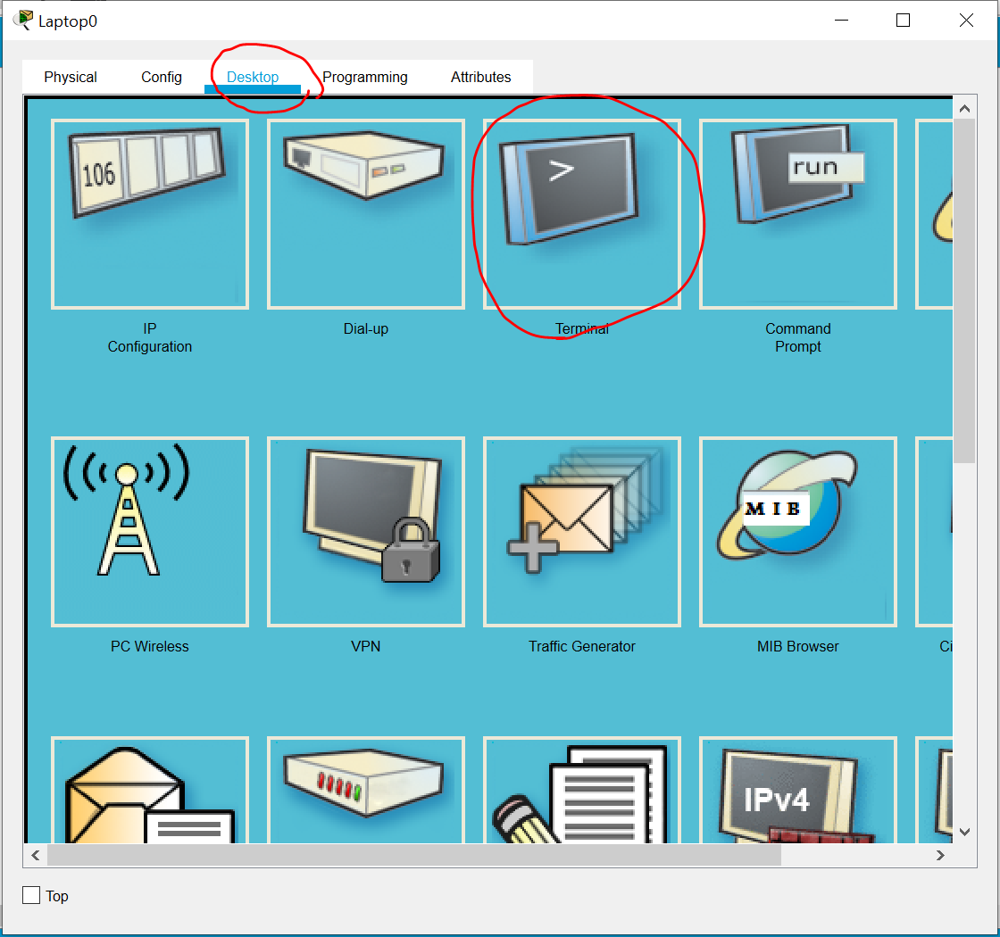 Laptop0
Physical Config Desktop Programming Attributes
106
>
run
IP
Configuration
Dial-up
Terminal
Command
Prompt
MIB
PC Wireless
VPN
Traffic Generator
MIB Browser
Ci
IPv4
Top